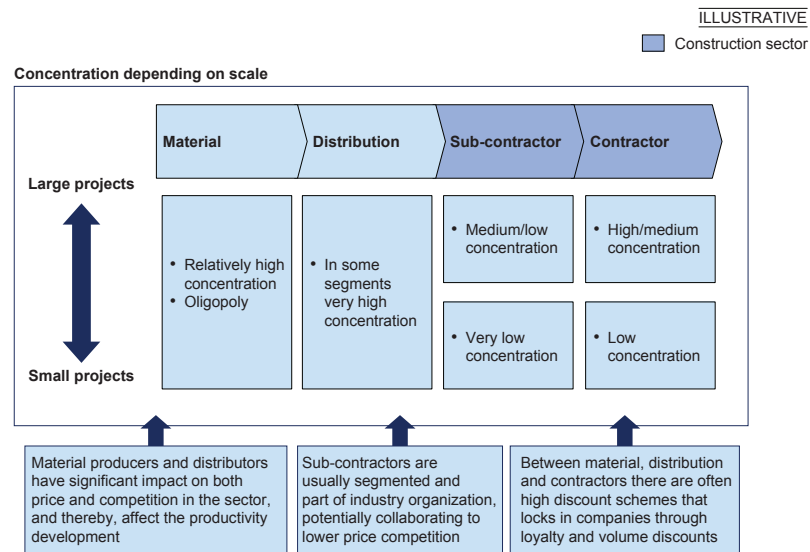 ILLUSTRATIVE
Construction sector
Concentration depending on scale
Material
Distribution
Sub-contractor
Contractor
Large projects
Small projects
• Relatively high
concentration
• Oligopoly
• In some
segments
very high
concentration
• Medium/low
concentration
• High/medium
concentration
• Very low
concentration
• Low
concentration
Material producers and distributors
have significant impact on both
price and competition in the sector,
and thereby, affect the productivity
development
Sub-contractors are
usually segmented and
part of industry organization,
potentially collaborating to
lower price competition
Between material, distribution
and contractors there are often
high discount schemes that
locks in companies through
loyalty and volume discounts